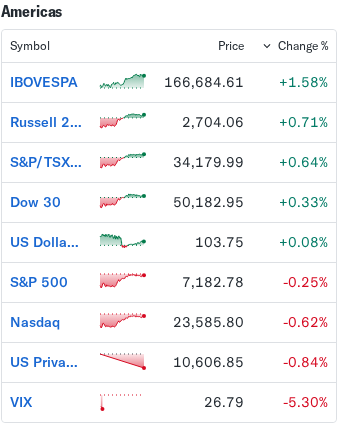 Americas
Symbol Price Change %
IBOVESPA 166,684.61 +1.58%
Russell 2... 2,704.06 +0.71%
S&P/TSX... 34,179.99 +0.64%
Dow 30 50,182.95 +0.33%
US Dolla... 103.75 +0.08%
S&P 500 7,182.78 -0.25%
Nasdaq 23,585.80 -0.62%
US Priva... 10,606.85 -0.84%
VIX 26.79 -5.30%